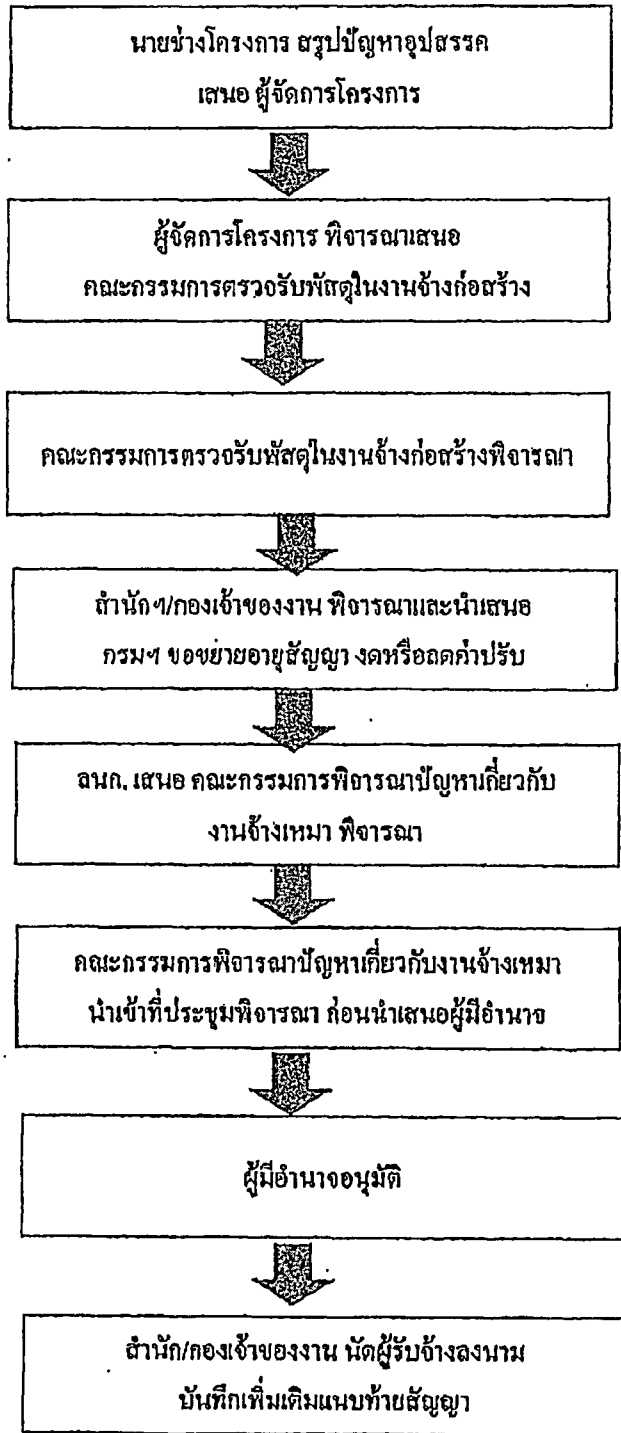 นายช่างโครงการ สรุปปัญหาอุปสรรค
เสนอ ผู้จัดการโครงการ
ผู้จัดการโครงการ พิจารณาเสนอ
คณะกรรมการตรวจรับพัสดุในงานจ้างก่อสร้าง
คณะกรรมการตรวจรับพัสดุในงานจ้างก่อสร้างพิจารณา
สำนักฯ/กองเจ้าของงาน พิจารณาและนำเสนอ
กรมฯ ขอขยายอายุสัญญา งดหรือลดค่าปรับ
ลนก. เสนอ คณะกรรมการพิจารณาปัญหาเกี่ยวกับ
งานจ้างเหมา พิจารณา
คณะกรรมการพิจารณาปัญหาเกี่ยวกับงานจ้างเหมา
นำเข้าที่ประชุมพิจารณา ก่อนนำเสนอผู้มีอำนาจ
ผู้มีอำนาจอนุมัติ
สำนัก/กองเจ้าของงาน นัดผู้รับจ้างลงนาม
บันทึกเพิ่มเติมแนบท้ายสัญญา